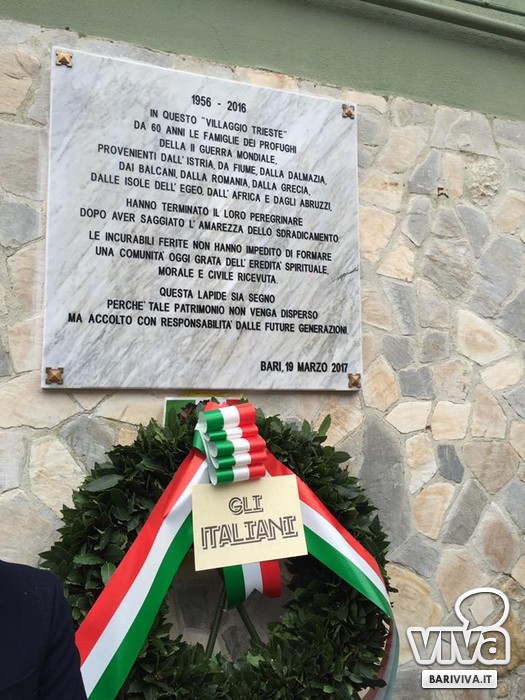 1956 - 2016
IN QUESTO "VILLAGGIO TRIESTE"
DA 60 ANNI LE FAMIGLIE DEI PROFUGHI
DELLA II GUERRA MONDIALE,
PROVENIENTI DALL'ISTRIA, DA FIUME, DALLA DALMAZIA,
DAI BALCANI, DALLA ROMANIA, DALLA GRECIA,
DALLE ISOLE DELL'EGEO, DALL'AFRICA E DAGLI ABRUZZI,
HANNO TERMINATO IL LORO PEREGRINARE
DOPO AVER SAGGIATO L'AMAREZZA DELLO SDRADICAMENTO.
LE INCURABILI FERITE NON HANNO IMPEDITO DI FORMARE
UNA COMUNITA' OGGI GRATA DELL'EREDITA' SPIRITUALE,
MORALE E CIVILE RICEVUTA.
QUESTA LAPIDE SIA SEGNO
PERCHE' TALE PATRIMONIO NON VENGA DISPERSO
MA ACCOLTO CON RESPONSABILITA' DALLE FUTURE GENERAZIONI.
BARI, 19 MARZO 2017
GLI
ITALIANI
VIVA
BARIVIVA.IT